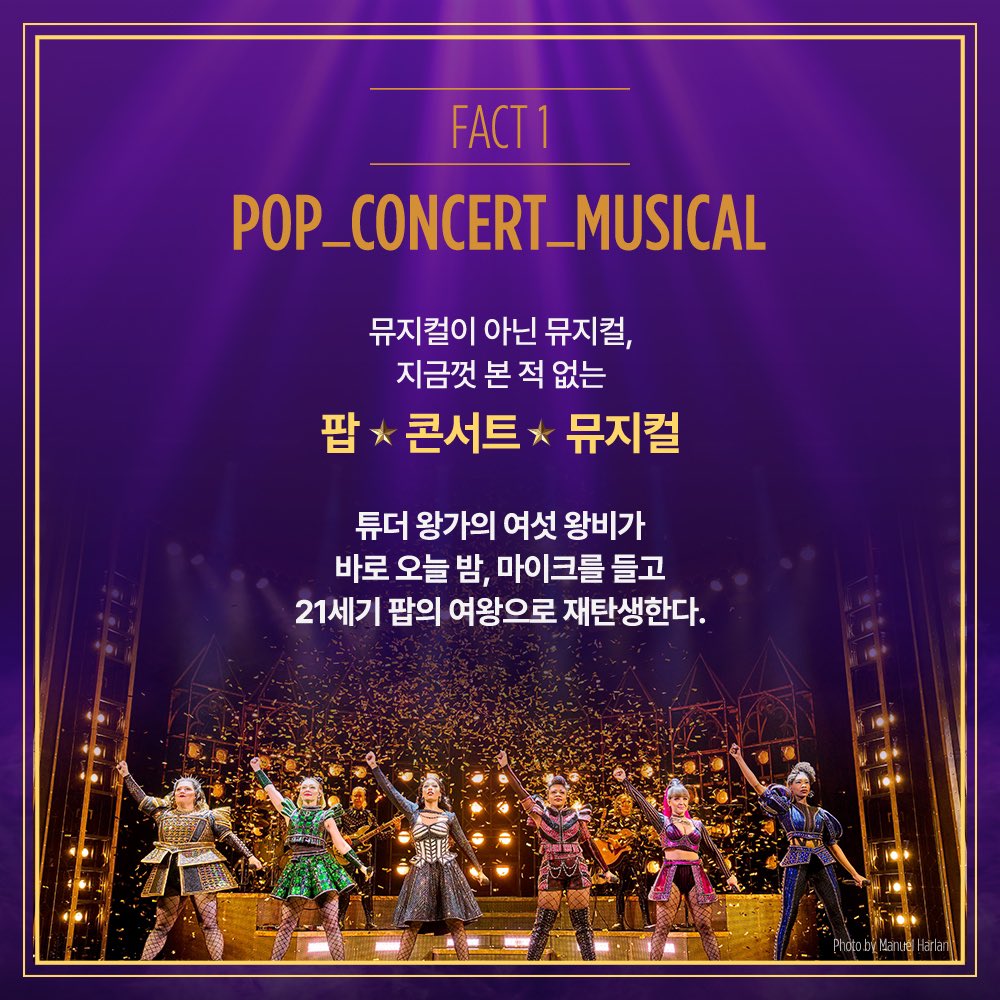 FACT 1
POP_CONCERT_MUSICAL
뮤지컬이 아닌 뮤지컬,
지금껏 본 적 없는
팝 ★ 콘서트 ★ 뮤지컬
튜더 왕가의 여섯 왕비가
바로 오늘 밤, 마이크를 들고
21세기 팝의 여왕으로 재탄생한다.
Photo by Manuel Harlan